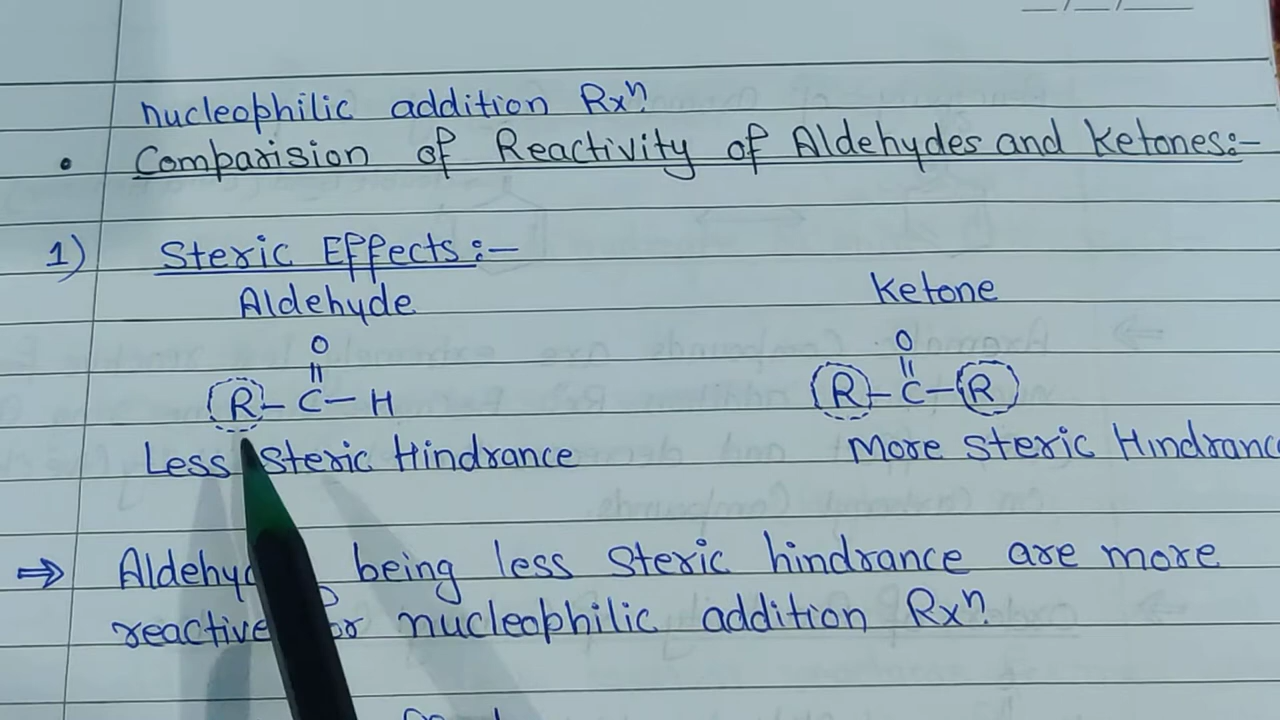 nucleophilic addition Rxⁿ.
• Comparision of Reactivity of Aldehydes and Ketones:-
1) Steric Effects:-
Aldehyde Ketone
O O
R-C-H R-C-R
Less Steric Hindrance More Steric Hindranc
⇒ being less steric hindrance are more
reactive nucleophilic addition Rxⁿ.